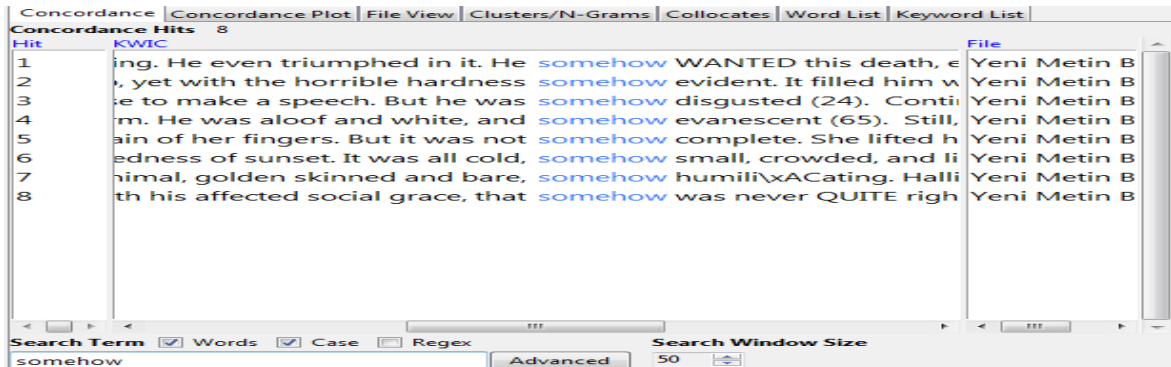 Concordance Concordance Plot File View Clusters/N-Grams Collocates Word List Keyword List
Concordance Hits 8
Hit KWIC File
1 ing. He even triumphed in it. He somehow WANTED this death, e Yeni Metin B
2 , yet with the horrible hardness somehow evident. It filled him w Yeni Metin B
3 se to make a speech. But he was somehow disgusted (24). Contin Yeni Metin B
4 rm. He was aloof and white, and somehow evanescent (65). Still, Yeni Metin B
5 ain of her fingers. But it was not somehow complete. She lifted h Yeni Metin B
6 edness of sunset. It was all cold, somehow small, crowded, and li Yeni Metin B
7 nimal, golden skinned and bare, somehow humili\xACating. Halli Yeni Metin B
8 th his affected social grace, that somehow was never QUITE righ Yeni Metin B
Search Term Words Case Regex Search Window Size
somehow Advanced 50